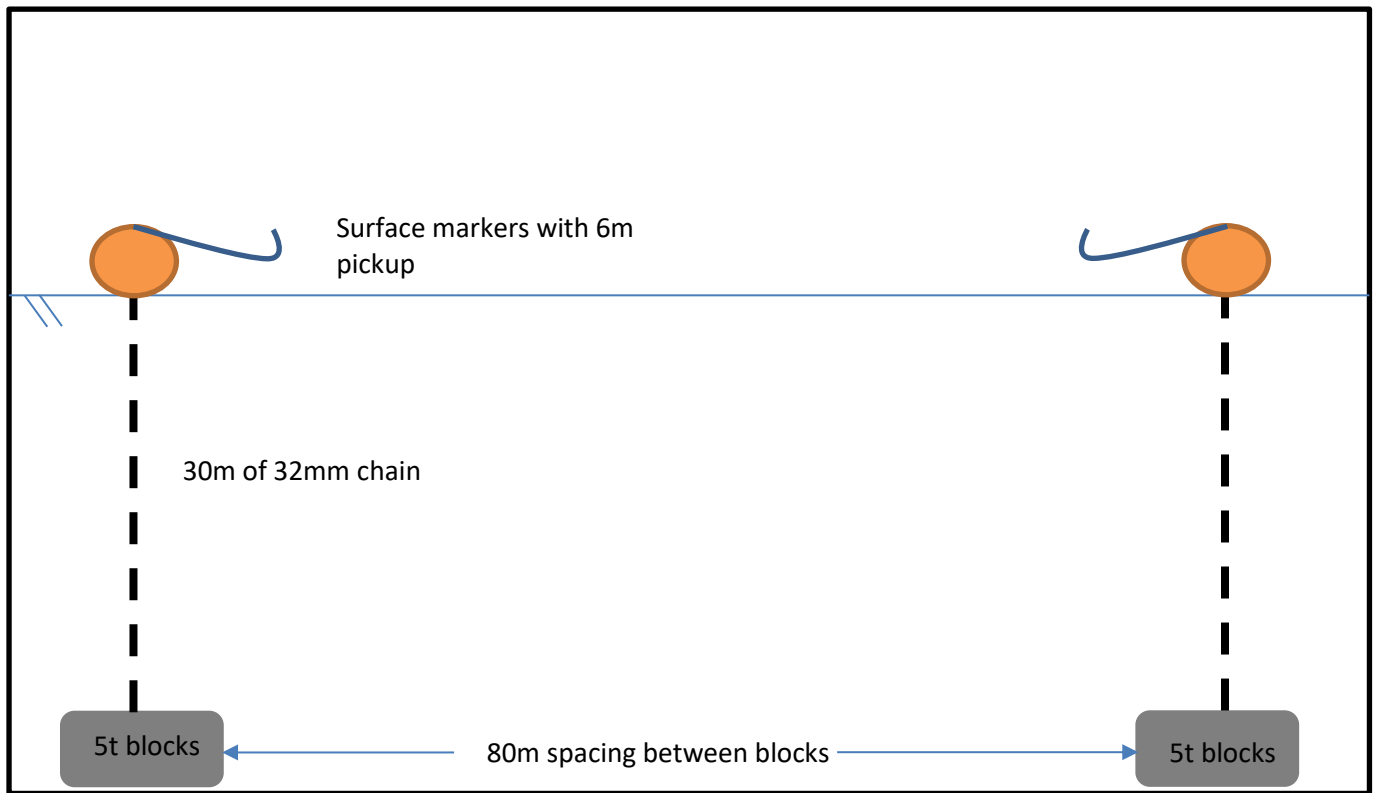 Surface markers with 6m
pickup
30m of 32mm chain
5t blocks
80m spacing between blocks
5t blocks